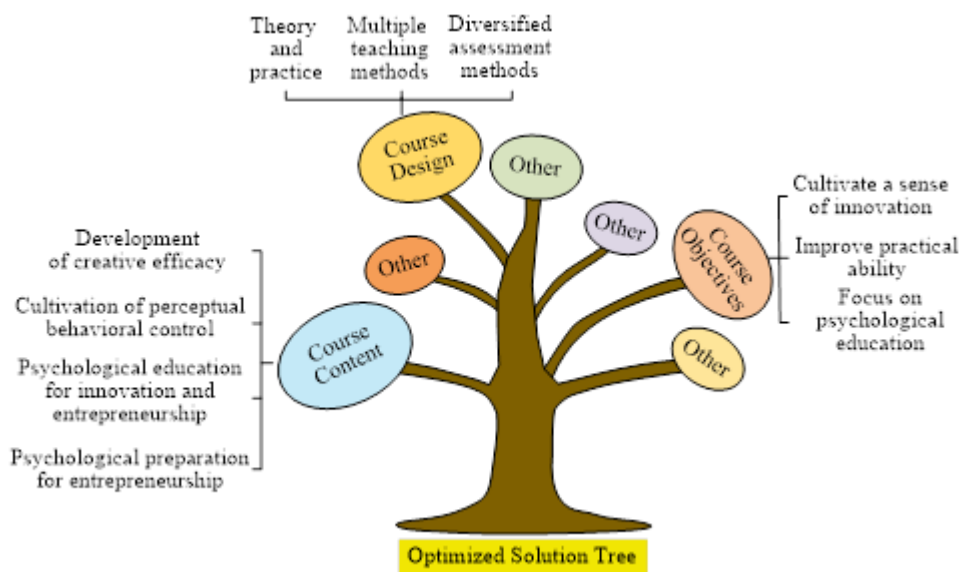 Theory
and
practice
Multiple
teaching
methods
Diversified
assessment
methods
Course
Design
Other
Other
Cultivate a sense
of innovation
Course
Objectives
Improve practical
ability
Focus on
psychological
education
Development
of creative efficacy
Other
Cultivation of perceptual
behavioral control
Course
Content
Psychological education
for innovation and
entrepreneurship
Other
Psychological preparation
for entrepreneurship
Optimized Solution Tree